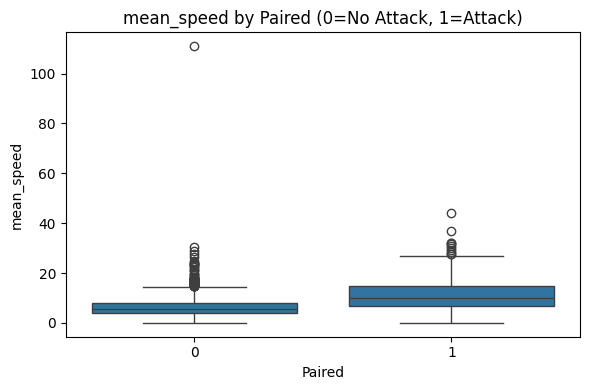 mean_speed by Paired (0=No Attack, 1=Attack)
100
80
60
40
20
0
mean_speed
0 1
Paired